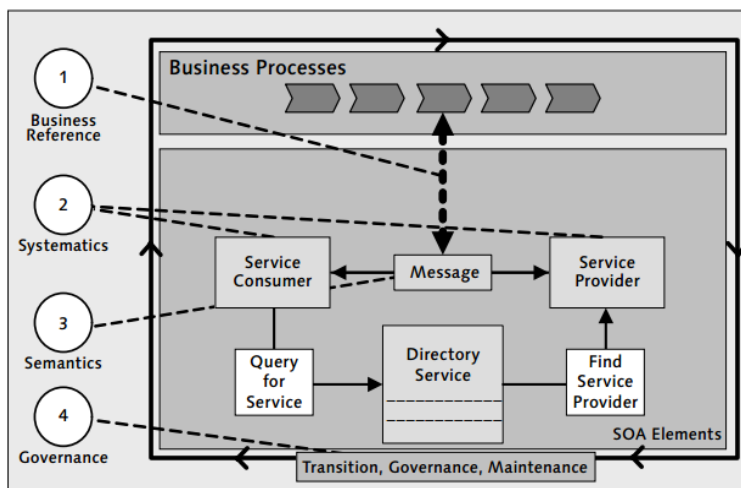 Business Processes
1
Business
Reference
2
Systematics
Service
Consumer
Message
Service
Provider
3
Semantics
Query
for
Service
Directory
Service
Find
Service
Provider
4
Governance
SOA Elements
Transition, Governance, Maintenance